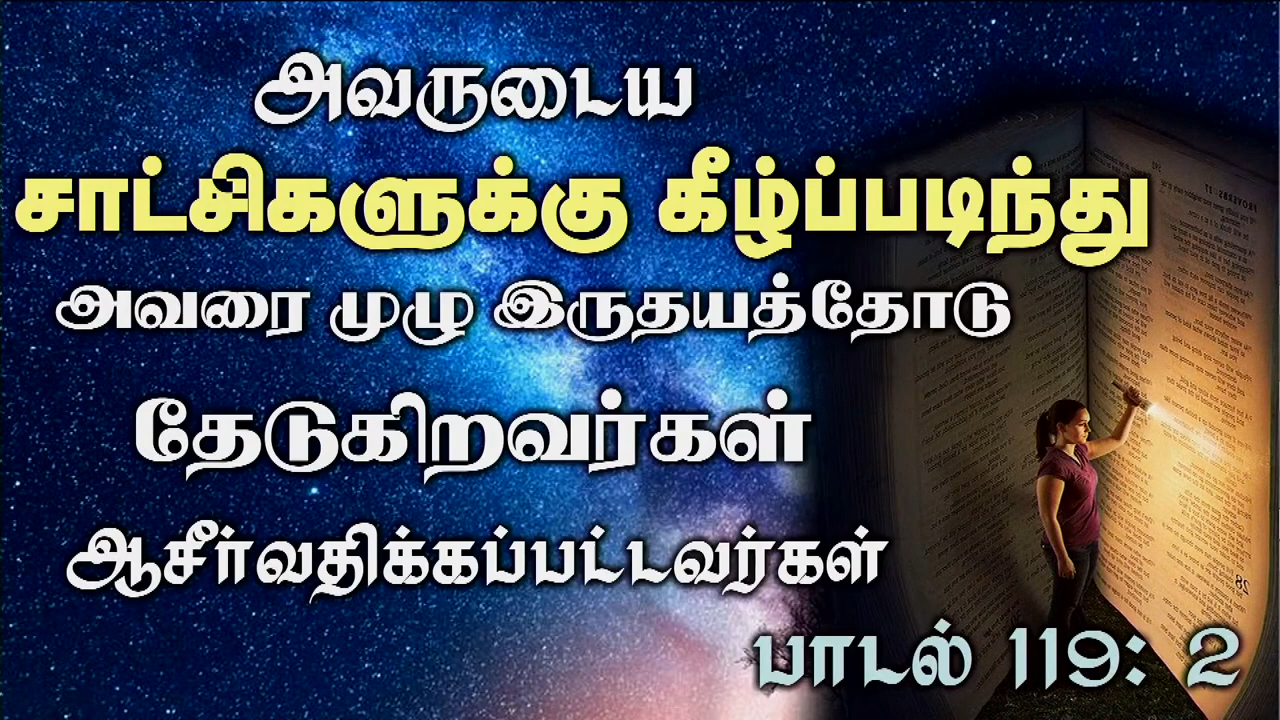 அவருடைய
சாட்சிகளுக்கு கீழ்ப்படிந்து
அவரை முழு இருதயத்தோடு
தேடுகிறவர்கள்
ஆசீர்வதிக்கப்பட்டவர்கள்
பாடல் 119: 2